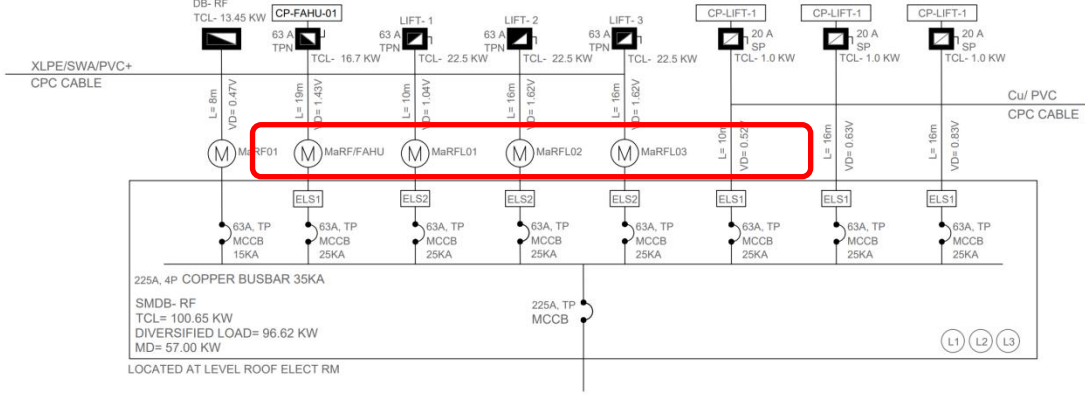 DB- RF
TCL- 13.45 KW
CP-FAHU-01
63 A
TPN
TCL- 16.7 KW
LIFT- 1
63 A
TPN
TCL- 22.5 KW
LIFT- 2
63 A
TPN
TCL- 22.5 KW
LIFT- 3
63 A
TPN
TCL- 22.5 KW
CP-LIFT-1
20 A
SP
TCL- 1.0 KW
CP-LIFT-1
20 A
SP
TCL- 1.0 KW
CP-LIFT-1
20 A
SP
TCL- 1.0 KW
XLPE/SWA/PVC+
CPC CABLE
Cu/ PVC
CPC CABLE
L= 8m
VD= 0.47V
L= 19m
VD= 1.43V
L= 10m
VD= 1.04V
L= 16m
VD= 1.62V
L= 16m
VD= 1.62V
L= 10m
VD= 0.52V
L= 16m
VD= 0.63V
L= 16m
VD= 0.83V
M MaRF01
M MaRF/FAHU
M MaRFL01
M MaRFL02
M MaRFL03
ELS1
ELS2
ELS2
ELS2
ELS1
ELS1
ELS1
63A, TP
MCCB
15KA
63A, TP
MCCB
25KA
63A, TP
MCCB
25KA
63A, TP
MCCB
25KA
63A, TP
MCCB
25KA
63A, TP
MCCB
25KA
63A, TP
MCCB
25KA
63A, TP
MCCB
25KA
225A, 4P COPPER BUSBAR 35KA
SMDB- RF
TCL= 100.65 KW
DIVERSIFIED LOAD= 96.62 KW
MD= 57.00 KW
225A, TP
MCCB
L1 L2 L3
LOCATED AT LEVEL ROOF ELECT RM